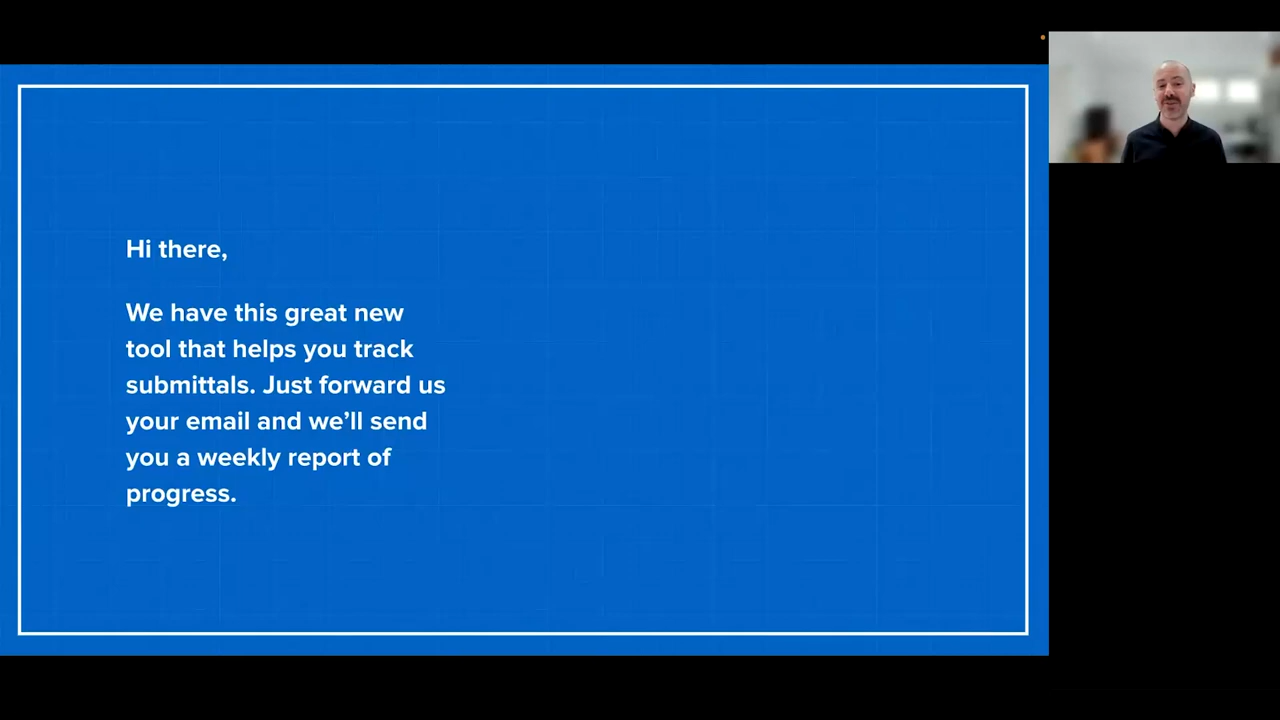 Hi there,
We have this great new
tool that helps you track
submittals. Just forward us
your email and we’ll send
you a weekly report of
progress.